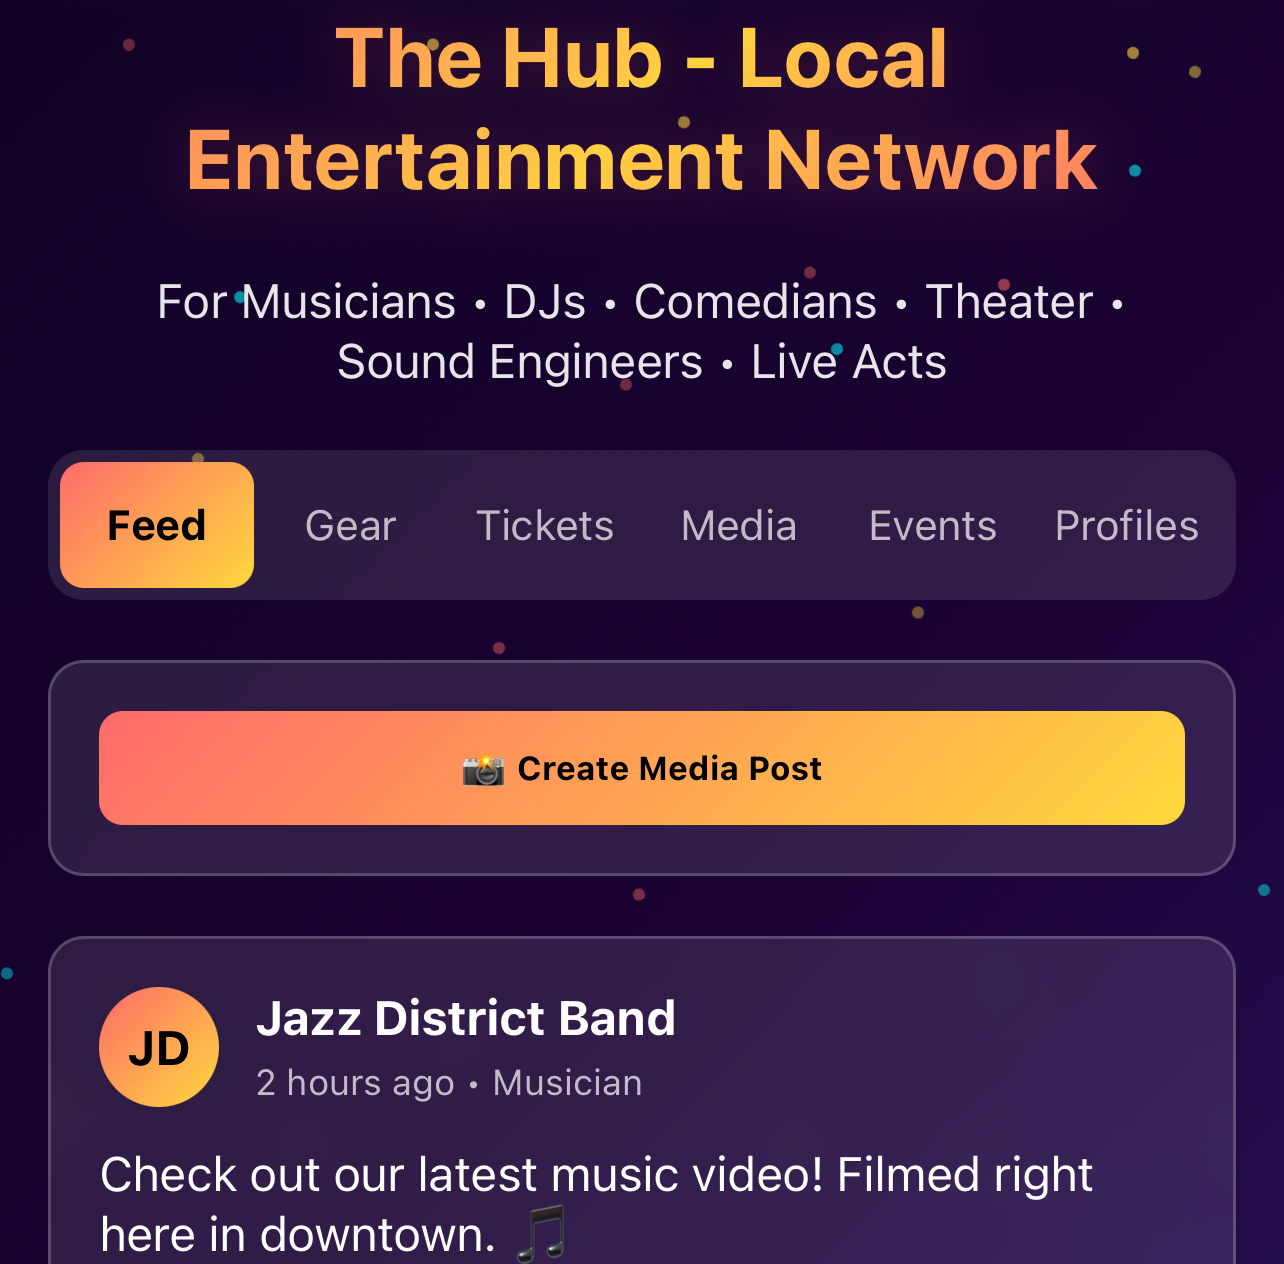 The Hub - Local
Entertainment Network
For Musicians • DJs • Comedians • Theater •
Sound Engineers • Live Acts
Feed Gear Tickets Media Events Profiles
📸 Create Media Post
JD
Jazz District Band
2 hours ago • Musician
Check out our latest music video! Filmed right
here in downtown. 🎵